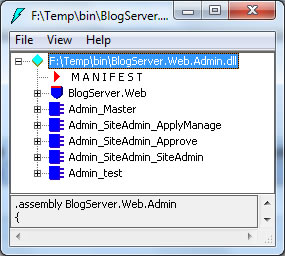 F:\Temp\bin\BlogServer....
File View Help
F:\Temp\bin\BlogServer.Web.Admin.dll
M A N I F E S T
BlogServer.Web
Admin_Master
Admin_SiteAdmin_ApplyManage
Admin_SiteAdmin_Approve
Admin_SiteAdmin_SiteAdmin
Admin_test
.assembly BlogServer.Web.Admin
{